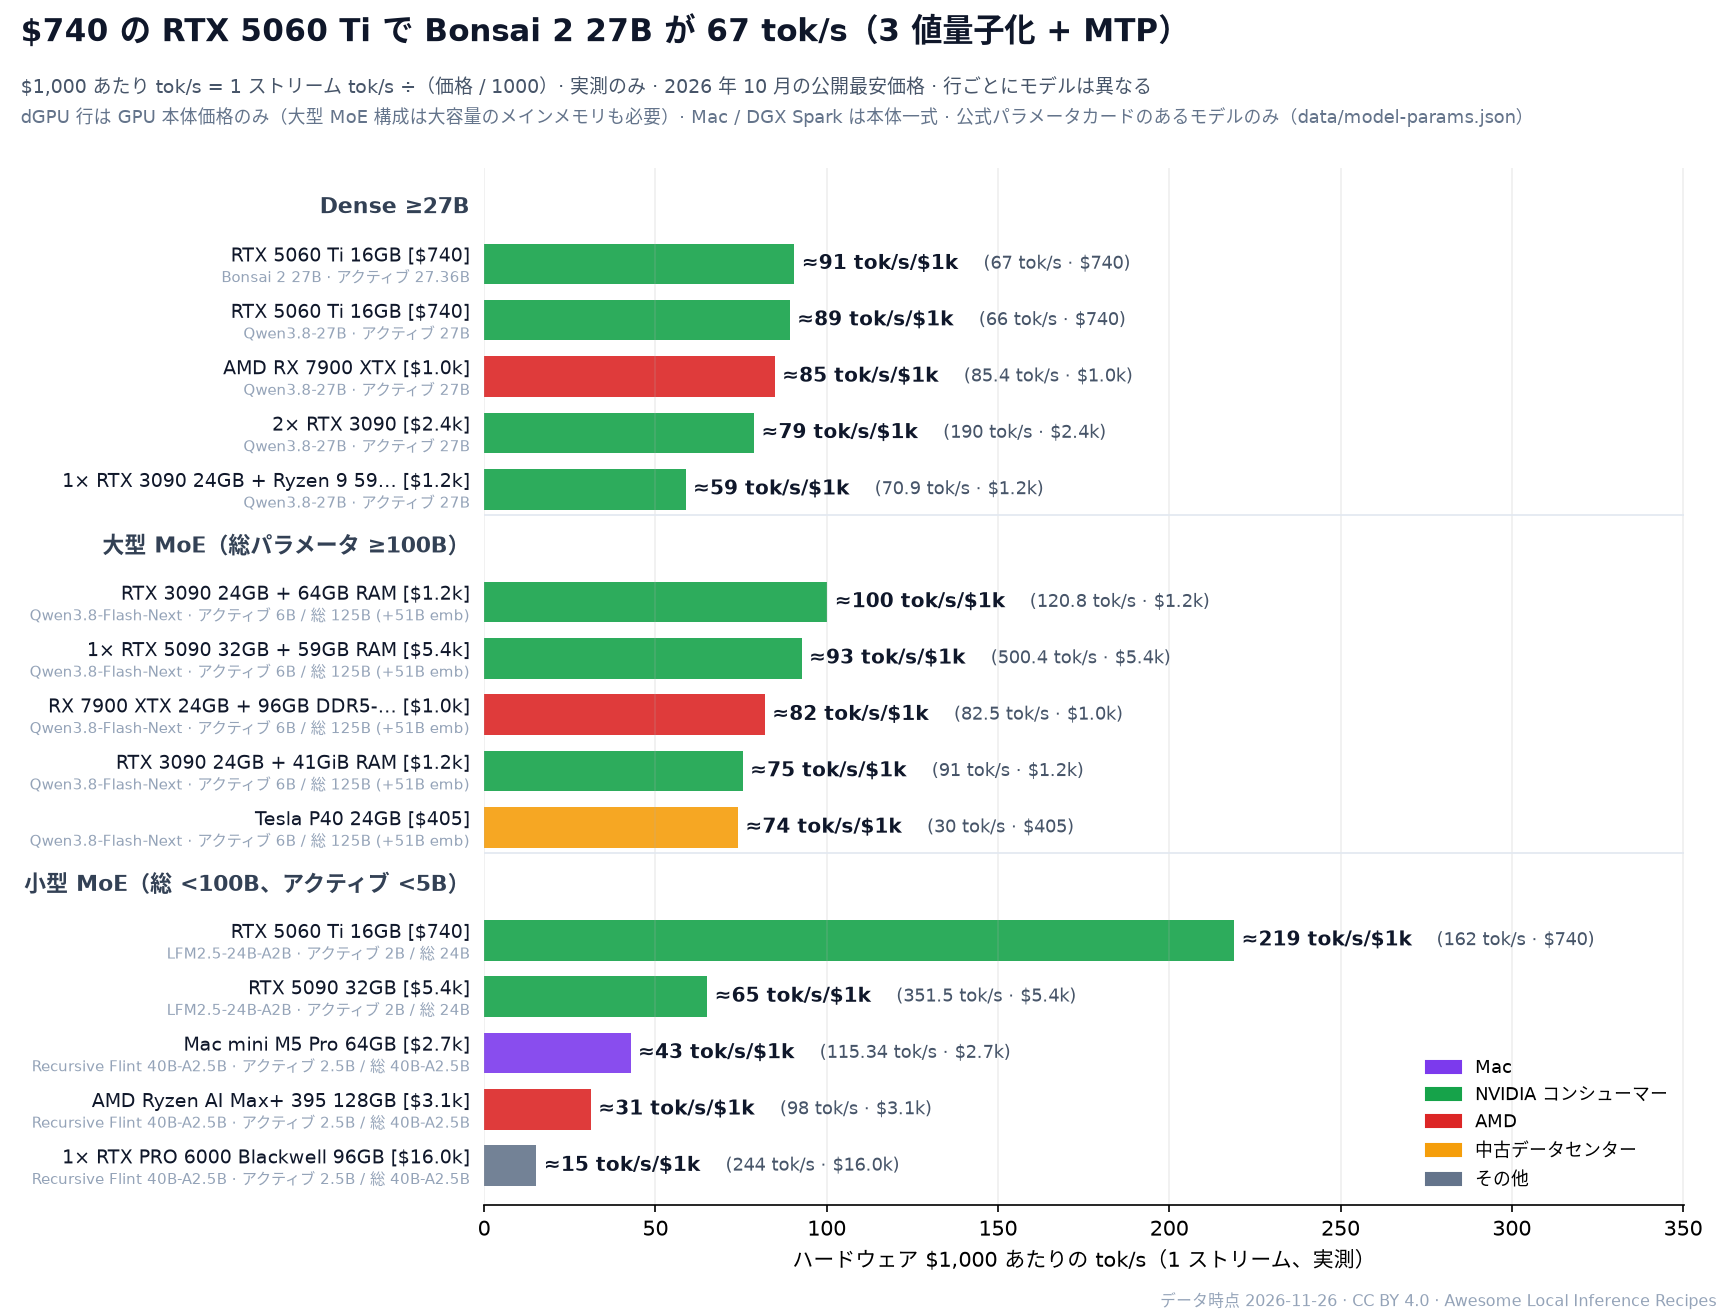 $740 の RTX 5060 Ti で Bonsai 2 27B が 67 tok/s（3 値量子化 + MTP）
$1,000 あたり tok/s = 1 ストリーム tok/s ÷（価格 / 1000）· 実測のみ · 2026 年 10 月の公開最安価格 · 行ごとにモデルは異なる
dGPU 行は GPU 本体価格のみ（大型 MoE 構成は大容量のメインメモリも必要）· Mac / DGX Spark は本体一式 · 公式パラメータカードのあるモデルのみ（data/model-params.json）
Dense ≥27B
RTX 5060 Ti 16GB [$740]
Bonsai 2 27B · アクティブ 27.36B
≈91 tok/s/$1k (67 tok/s · $740)
RTX 5060 Ti 16GB [$740]
Qwen3.8-27B · アクティブ 27B
≈89 tok/s/$1k (66 tok/s · $740)
AMD RX 7900 XTX [$1.0k]
Qwen3.8-27B · アクティブ 27B
≈85 tok/s/$1k (85.4 tok/s · $1.0k)
2× RTX 3090 [$2.4k]
Qwen3.8-27B · アクティブ 27B
≈79 tok/s/$1k (190 tok/s · $2.4k)
1× RTX 3090 24GB + Ryzen 9 59… [$1.2k]
Qwen3.8-27B · アクティブ 27B
≈59 tok/s/$1k (70.9 tok/s · $1.2k)
大型 MoE（総パラメータ ≥100B）
RTX 3090 24GB + 64GB RAM [$1.2k]
Qwen3.8-Flash-Next · アクティブ 6B / 総 125B (+51B emb)
≈100 tok/s/$1k (120.8 tok/s · $1.2k)
1× RTX 5090 32GB + 59GB RAM [$5.4k]
Qwen3.8-Flash-Next · アクティブ 6B / 総 125B (+51B emb)
≈93 tok/s/$1k (500.4 tok/s · $5.4k)
RX 7900 XTX 24GB + 96GB DDR5-… [$1.0k]
Qwen3.8-Flash-Next · アクティブ 6B / 総 125B (+51B emb)
≈82 tok/s/$1k (82.5 tok/s · $1.0k)
RTX 3090 24GB + 41GiB RAM [$1.2k]
Qwen3.8-Flash-Next · アクティブ 6B / 総 125B (+51B emb)
≈75 tok/s/$1k (91 tok/s · $1.2k)
Tesla P40 24GB [$405]
Qwen3.8-Flash-Next · アクティブ 6B / 総 125B (+51B emb)
≈74 tok/s/$1k (30 tok/s · $405)
小型 MoE（総 <100B、アクティブ <5B）
RTX 5060 Ti 16GB [$740]
LFM2.5-24B-A2B · アクティブ 2B / 総 24B
≈219 tok/s/$1k (162 tok/s · $740)
RTX 5090 32GB [$5.4k]
LFM2.5-24B-A2B · アクティブ 2B / 総 24B
≈65 tok/s/$1k (351.5 tok/s · $5.4k)
Mac mini M5 Pro 64GB [$2.7k]
Recursive Flint 40B-A2.5B · アクティブ 2.5B / 総 40B-A2.5B
≈43 tok/s/$1k (115.34 tok/s · $2.7k)
AMD Ryzen AI Max+ 395 128GB [$3.1k]
Recursive Flint 40B-A2.5B · アクティブ 2.5B / 総 40B-A2.5B
≈31 tok/s/$1k (98 tok/s · $3.1k)
1× RTX PRO 6000 Blackwell 96GB [$16.0k]
Recursive Flint 40B-A2.5B · アクティブ 2.5B / 総 40B-A2.5B
≈15 tok/s/$1k (244 tok/s · $16.0k)
Mac
NVIDIA コンシューマー
AMD
中古データセンター
その他
0 50 100 150 200 250 300 350
ハードウェア $1,000 あたりの tok/s（1 ストリーム、実測）
データ時点 2026-11-26 · CC BY 4.0 · Awesome Local Inference Recipes